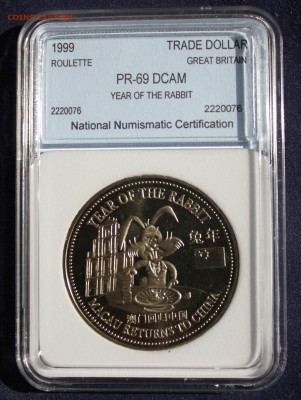 1999 TRADE DOLLAR
ROULETTE GREAT BRITAIN
PR-69 DCAM
YEAR OF THE RABBIT
2220076 2220076
National Numismatic Certification
YEAR OF THE RABBIT
兔年
MACAU RETURNS TO CHINA